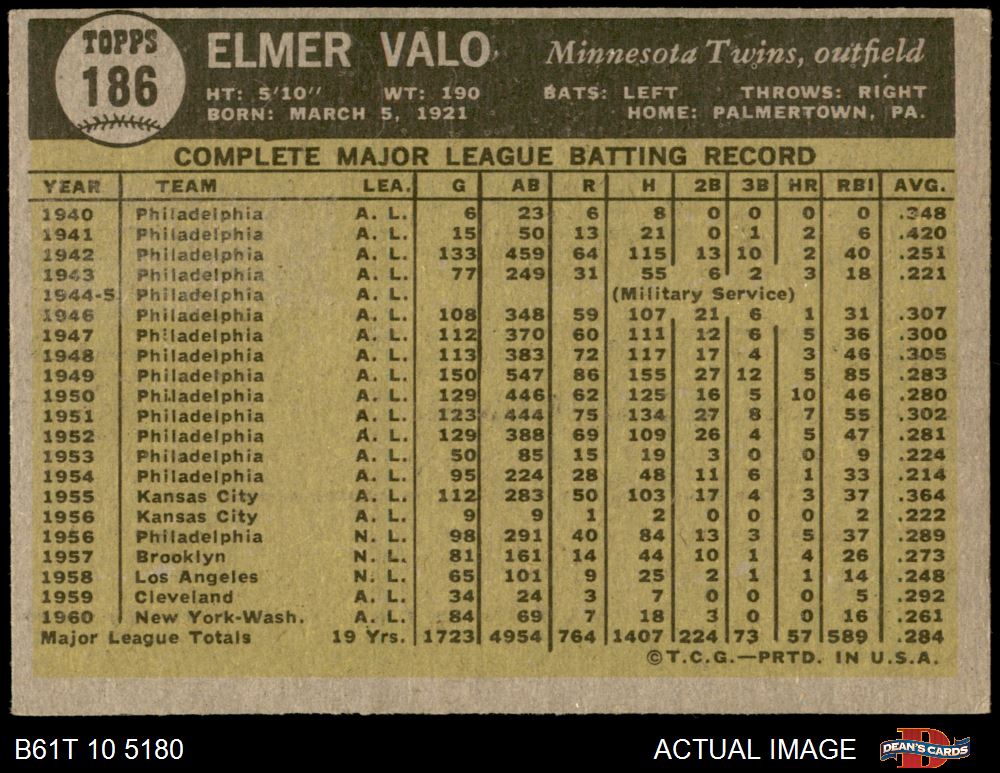 TOPPS
186
ELMER VALO
Minnesota Twins, outfield
HT: 5'10" WT: 190 BATS: LEFT THROWS: RIGHT
BORN: MARCH 5, 1921 HOME: PALMERTOWN, PA.
COMPLETE MAJOR LEAGUE BATTING RECORD
YEAR TEAM LEA. G AB R H 2B 3B HR RBI AVG.
1940 Philadelphia A. L. 6 23 6 8 0 0 0 0 .348
1941 Philadelphia A. L. 15 50 13 21 0 1 2 6 .420
1942 Philadelphia A. L. 133 459 64 115 13 10 2 40 .251
1943 Philadelphia A. L. 77 249 31 55 6 2 3 18 .221
1944-5 Philadelphia A. L. (Military Service)
1946 Philadelphia A. L. 108 348 59 107 21 6 1 31 .307
1947 Philadelphia A. L. 112 370 60 111 12 6 5 36 .300
1948 Philadelphia A. L. 113 383 72 117 17 4 3 46 .305
1949 Philadelphia A. L. 150 547 86 155 27 12 5 85 .283
1950 Philadelphia A. L. 129 446 62 125 16 5 10 46 .280
1951 Philadelphia A. L. 123 444 75 134 27 8 7 55 .302
1952 Philadelphia A. L. 129 388 69 109 26 4 5 47 .281
1953 Philadelphia A. L. 50 85 15 19 3 0 0 9 .224
1954 Philadelphia A. L. 95 224 28 48 11 6 1 33 .214
1955 Kansas City A. L. 112 283 50 103 17 4 3 37 .364
1956 Kansas City A. L. 9 9 1 2 0 0 0 2 .222
1956 Philadelphia N. L. 98 291 40 84 13 3 5 37 .289
1957 Brooklyn N. L. 81 161 14 44 10 1 4 26 .273
1958 Los Angeles N. L. 65 101 9 25 2 1 1 14 .248
1959 Cleveland A. L. 34 24 3 7 0 0 0 5 .292
1960 New York-Wash. A. L. 84 69 7 18 3 0 0 16 .261
Major League Totals 19 Yrs. 1723 4954 764 1407 224 73 57 589 .284
©T.C.G.—PRTD. IN U.S.A.
B61T 10 5180 ACTUAL IMAGE DEAN'S CARDS